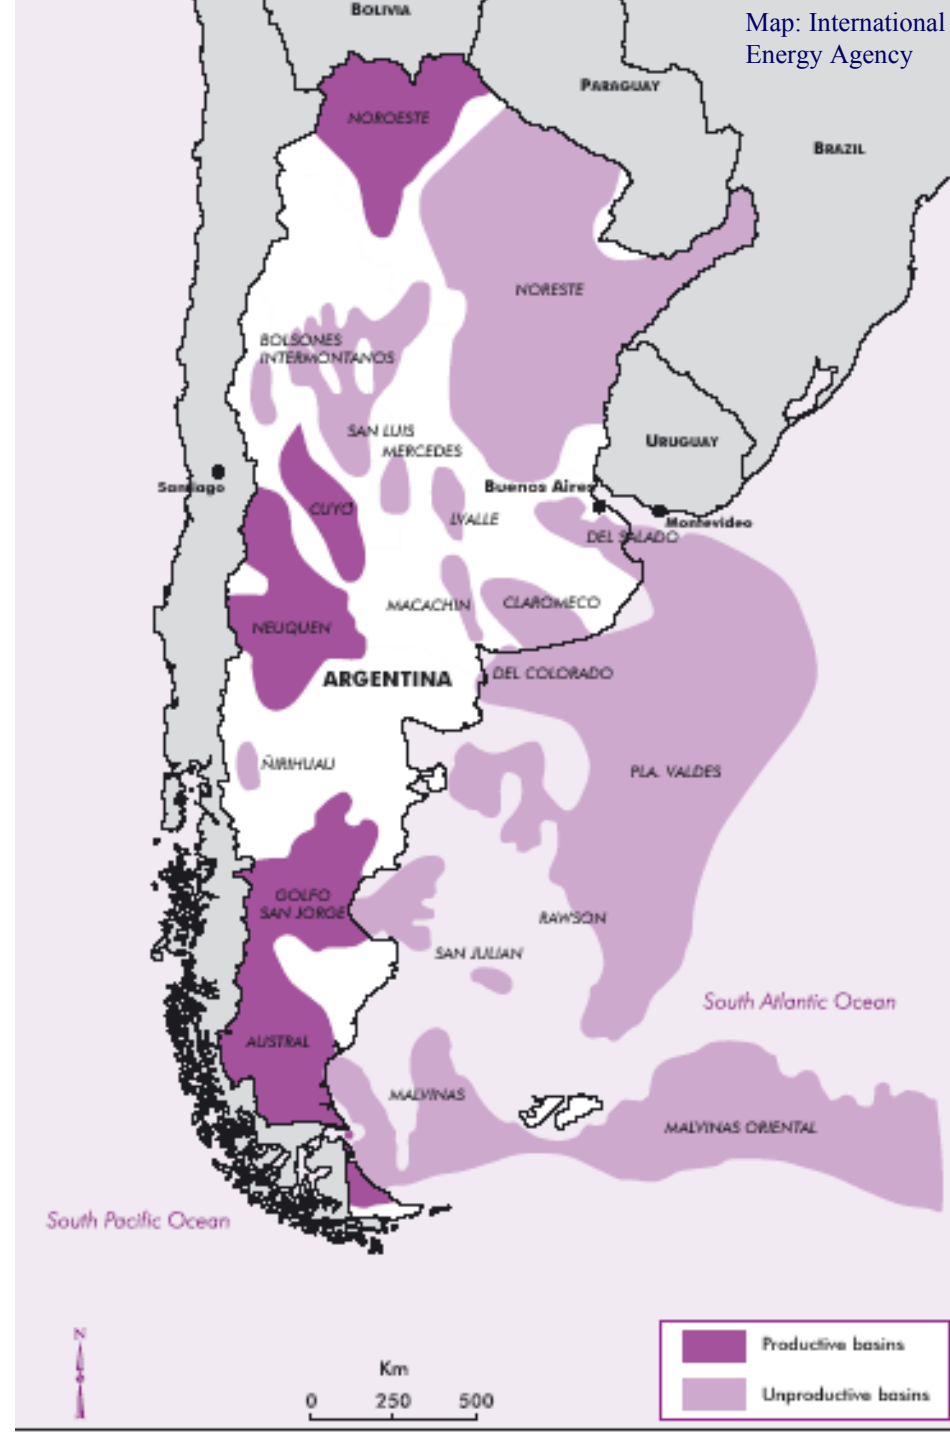 BOLIVIA
Map: International
Energy Agency
PARAGUAY
NOROESTE
BRAZIL
NORESTE
BOLSONES
INTERMONTANOS
SAN LUIS
MERCEDES
URUGUAY
Santiago
Buenos Aires
CUYO
LVALLE
Montevideo
DEL SALADO
MACACHIN
CLAROMECO
NEUQUEN
ARGENTINA
DEL COLORADO
ÑIRIHUAU
PLA. VALDES
GOLFO
SAN JORGE
RAWSON
SAN JULIAN
South Atlantic Ocean
AUSTRAL
MALVINAS
MALVINAS ORIENTAL
South Pacific Ocean
N
Productive basins
Km
0 250 500
Unproductive basins